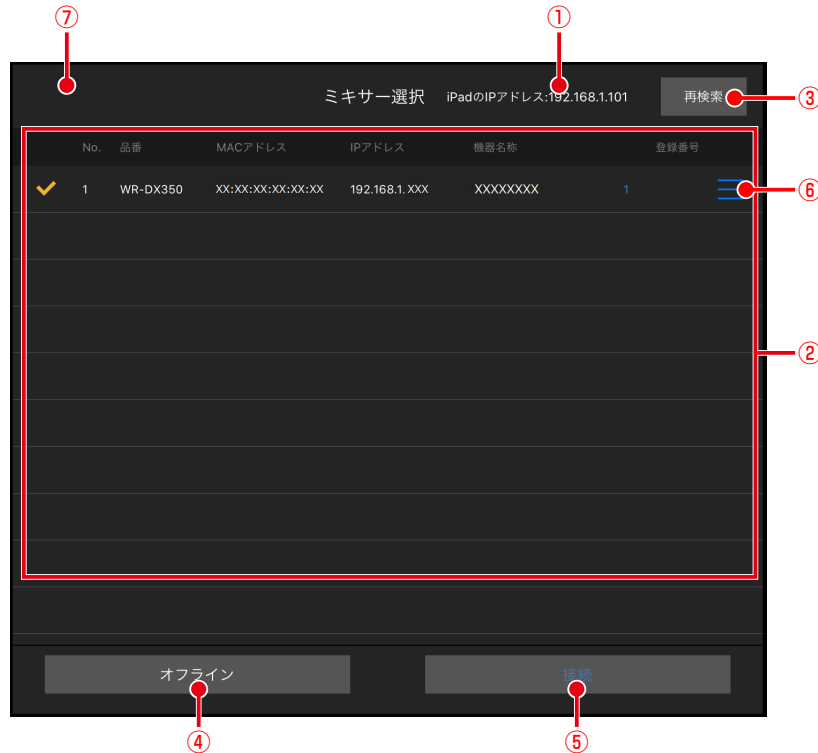 ⑦ ①
ミキサー選択 iPadのIPアドレス:192.168.1.101 再検索 ③
No. 品番 MACアドレス IPアドレス 機器名称 登録番号
1 WR-DX350 XX:XX:XX:XX:XX:XX 192.168.1. XXX XXXXXXXX 1 ⑥
②
オフライン 接続
④ ⑤